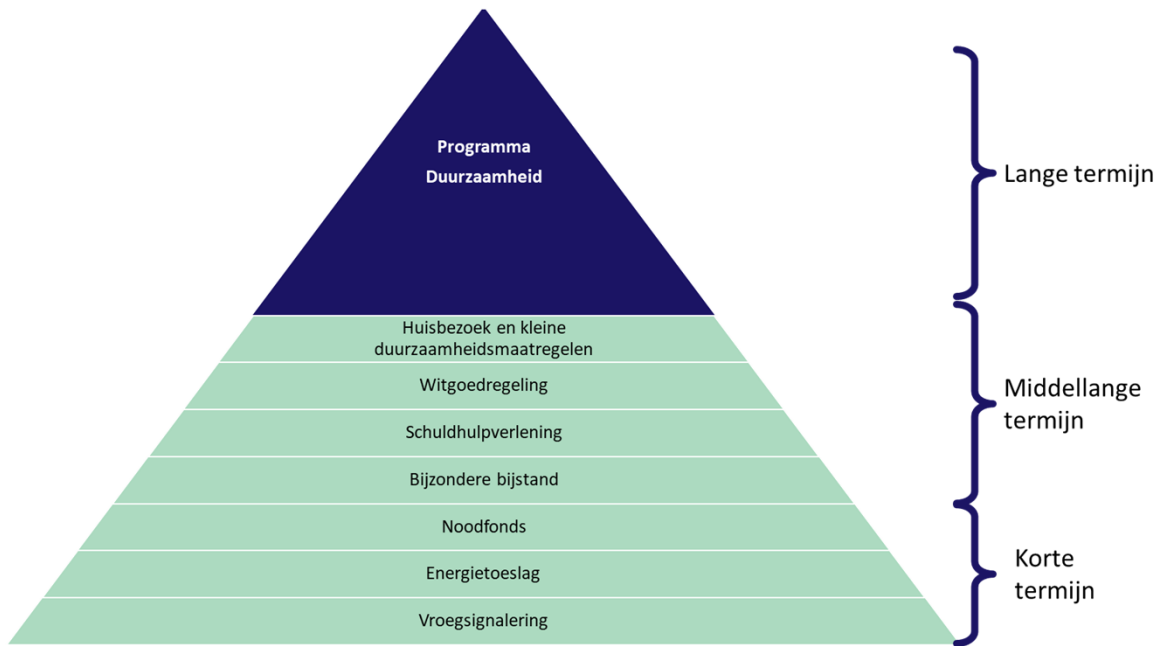 Programma
Duurzaamheid
Lange termijn
Huisbezoek en kleine
duurzaamheidsmaatregelen
Witgoedregeling
Schuldhulpverlening
Bijzondere bijstand
Middellange
termijn
Noodfonds
Energietoeslag
Vroegsignalering
Korte
termijn